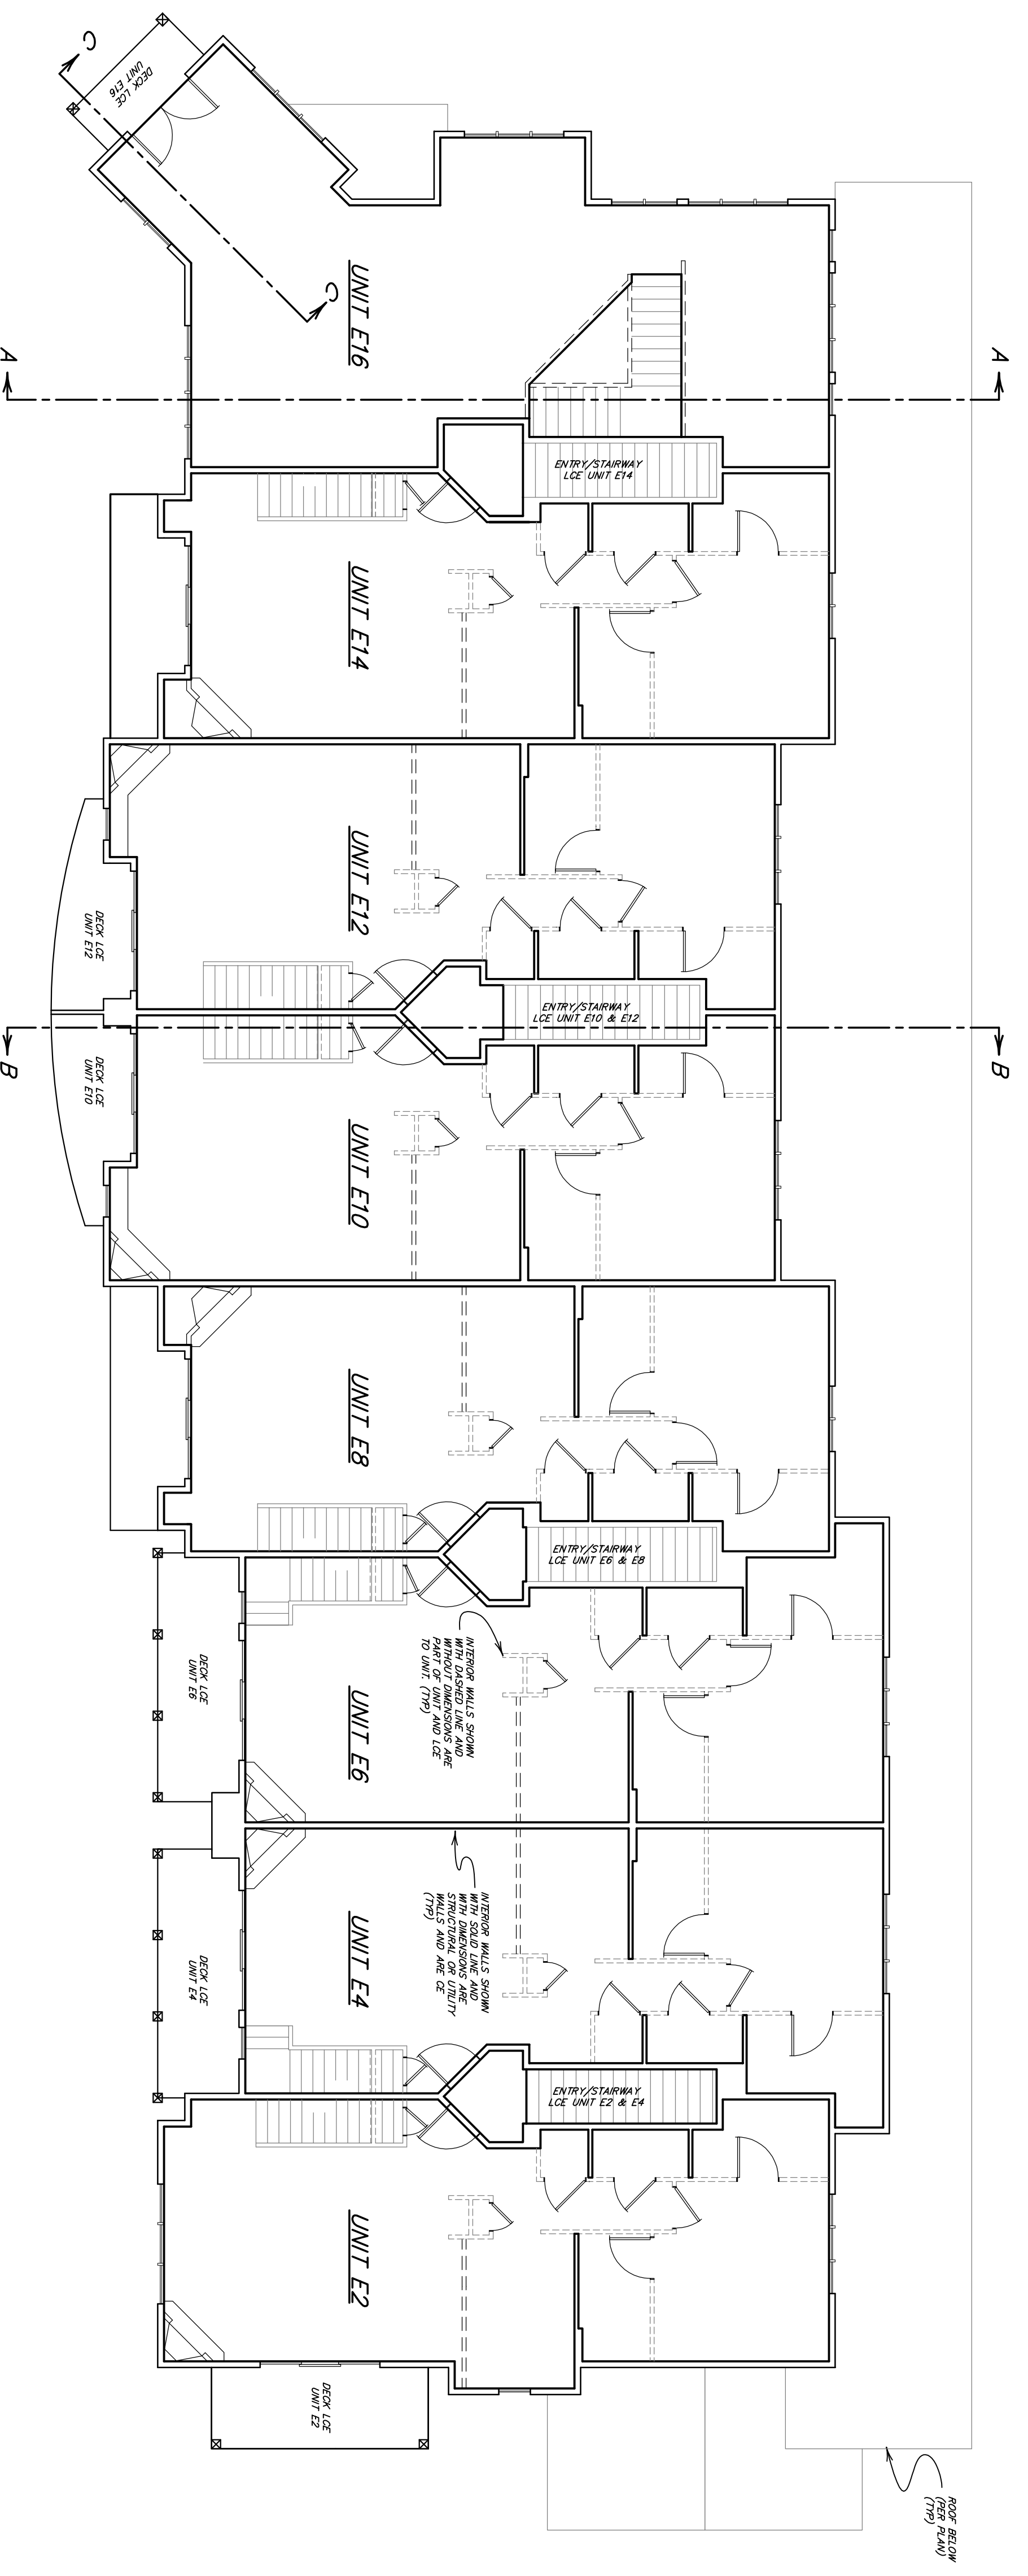 C
DECK LCE
UNIT E16
C
A
A
UNIT E16
ENTRY/STAIRWAY
LCE UNIT E14
UNIT E14
UNIT E12
DECK LCE
UNIT E12
ENTRY/STAIRWAY
LCE UNIT E10 & E12
B
B
DECK LCE
UNIT E10
UNIT E10
UNIT E8
ENTRY/STAIRWAY
LCE UNIT E6 & E8
INTERIOR WALLS SHOWN
WITH DASHED LINE AND
WITHOUT DIMENSIONS ARE
PART OF UNIT AND LCE
TO UNIT. (TYP)
DECK LCE
UNIT E6
UNIT E6
INTERIOR WALLS SHOWN
WITH SOLID LINE AND
WITH DIMENSIONS ARE
STRUCTURAL OR UTILITY
WALLS AND ARE CE
(TYP)
UNIT E4
DECK LCE
UNIT E4
ENTRY/STAIRWAY
LCE UNIT E2 & E4
UNIT E2
DECK LCE
UNIT E2
ROOF BELOW
(PER PLAN)
(TYP)